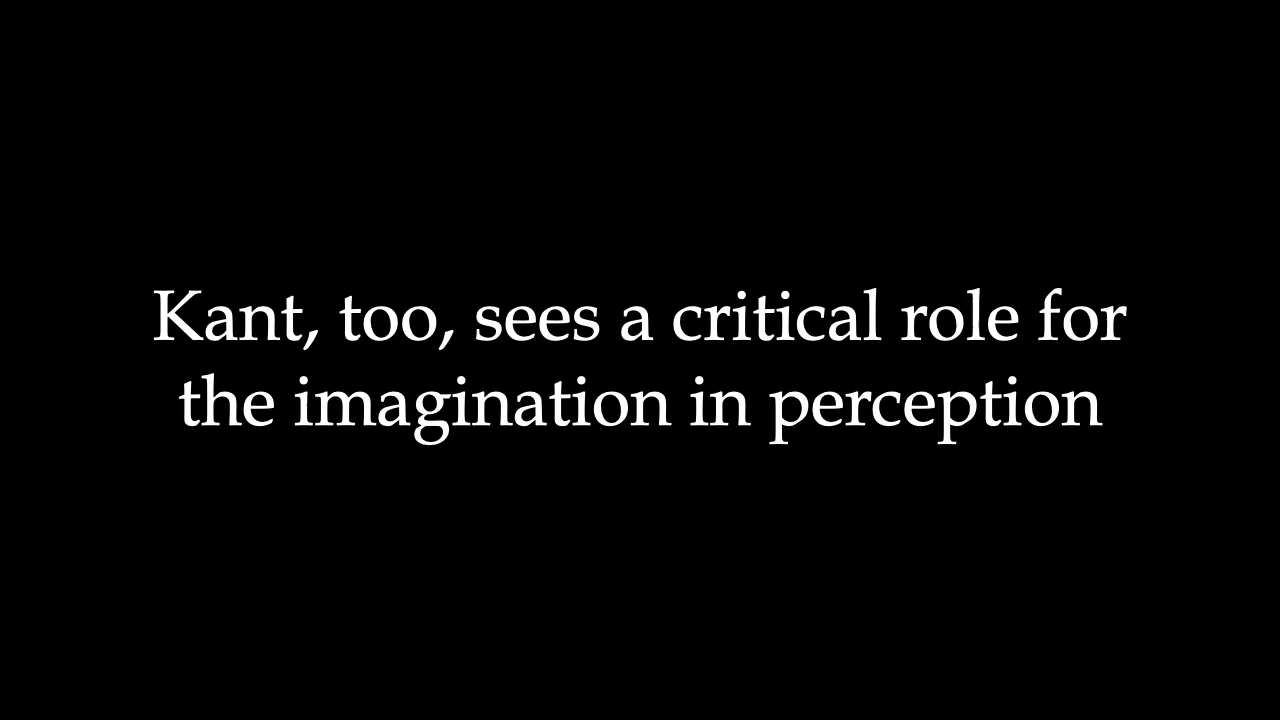 Kant, too, sees a critical role for
the imagination in perception